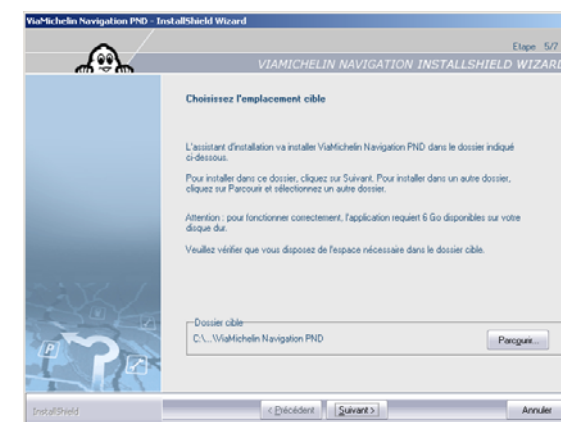 ViaMichelin Navigation PND - InstallShield Wizard
Etape 5/7
VIAMICHELIN NAVIGATION INSTALLSHIELD WIZARD
Choisissez l'emplacement cible
L'assistant d'installation va installer ViaMichelin Navigation PND dans le dossier indiqué
ci-dessous.
Pour installer dans ce dossier, cliquez sur Suivant. Pour installer dans un autre dossier,
cliquez sur Parcourir et sélectionnez un autre dossier.
Attention : pour fonctionner correctement, l'application requiert 6 Go disponibles sur votre
disque dur.
Veuillez vérifier que vous disposez de l'espace nécessaire dans le dossier cible.
Dossier cible
C:\...\ViaMichelin Navigation PND
Parcourir...
P
InstallShield
< Précédent
Suivant >
Annuler